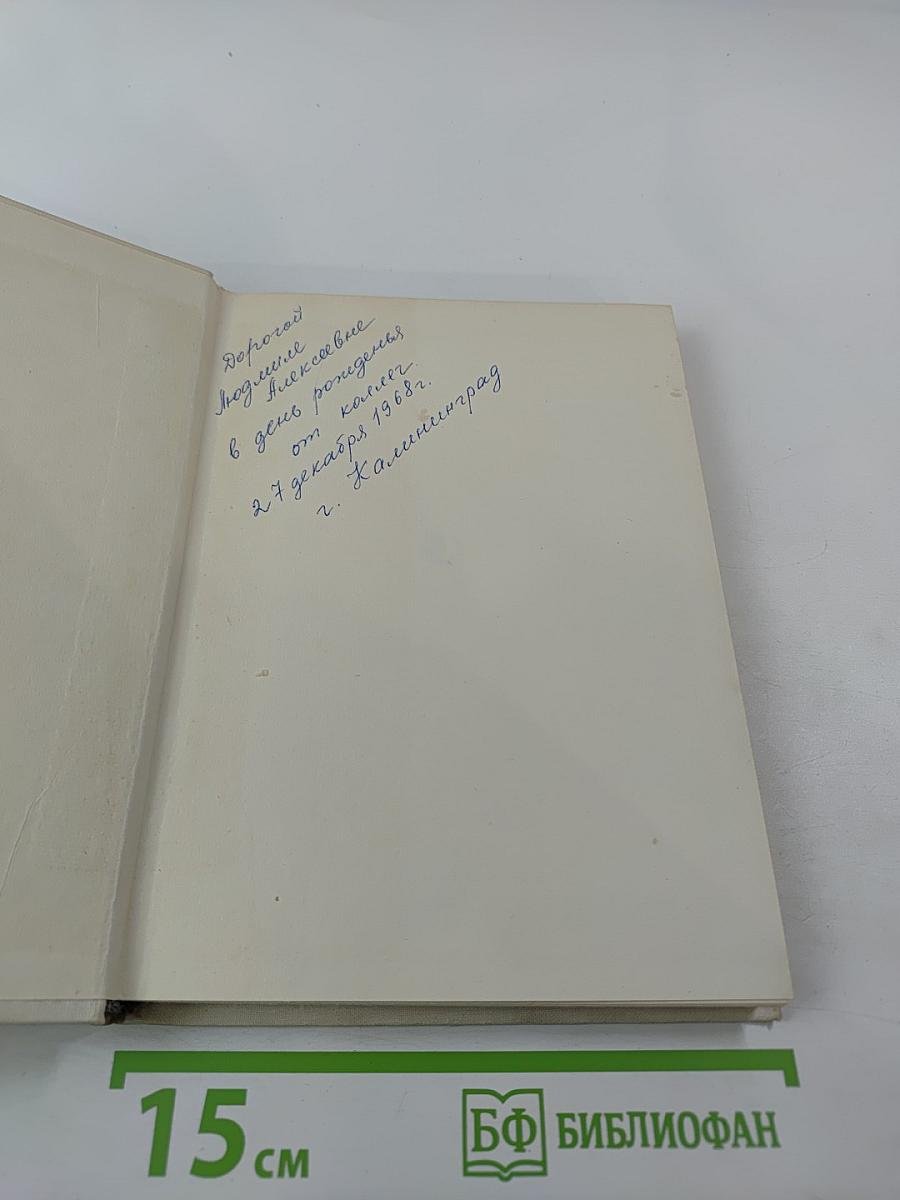 Дорогой
Людмиле
Алексеевне
в день рожденья
от коллег.
27 декабря 1968г.
г. Калининград
15 см
БФ БИБЛИОФАН